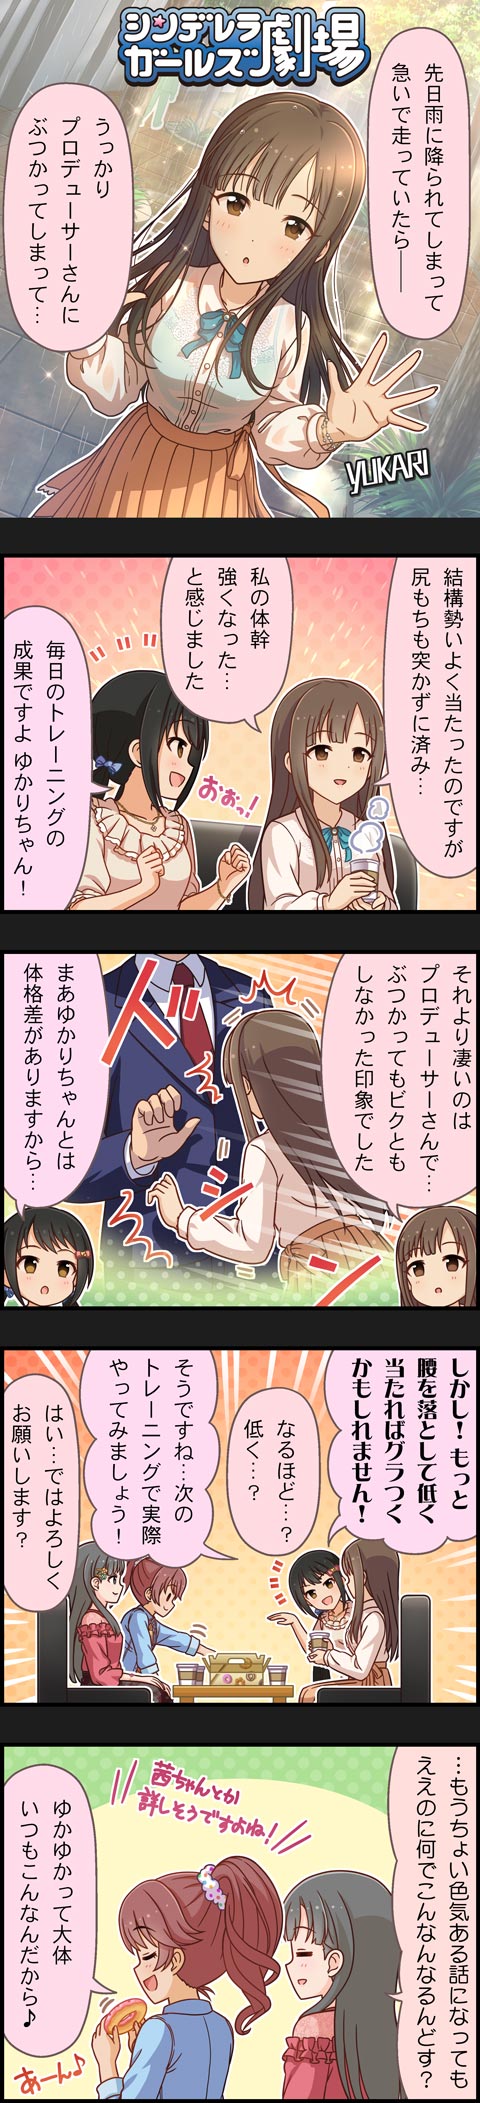 シンデレラ
ガールズ劇場
先日雨に降られてしまって
急いで走っていたら――
うっかり
プロデューサーさんに
ぶつかってしまって…
YUKARI
結構勢いよく当たったのですが
尻もちも突かずに済み…
私の体幹
強くなった…
と感じました
おおっ!
毎日のトレーニングの
成果ですよ ゆかりちゃん!
それより凄いのは
プロデューサーさんで…
ぶつかってもビクとも
しなかった印象でした
ドシン
まあゆかりちゃんとは
体格差がありますから…
しかし!もっと
腰を落として低く
当たればグラつく
かもしれません!
なるほど…?
低く…?
そうですね…次の
トレーニングで実際
やってみましょう!
はい…ではよろしく
お願いします?
…もうちょい色気ある話になっても
ええのに何でこんなんなるんどす?
茜ちゃんとか
詳しそうですよね!
ゆかゆかって大体
いつもこんなんだから♪
あーん♪